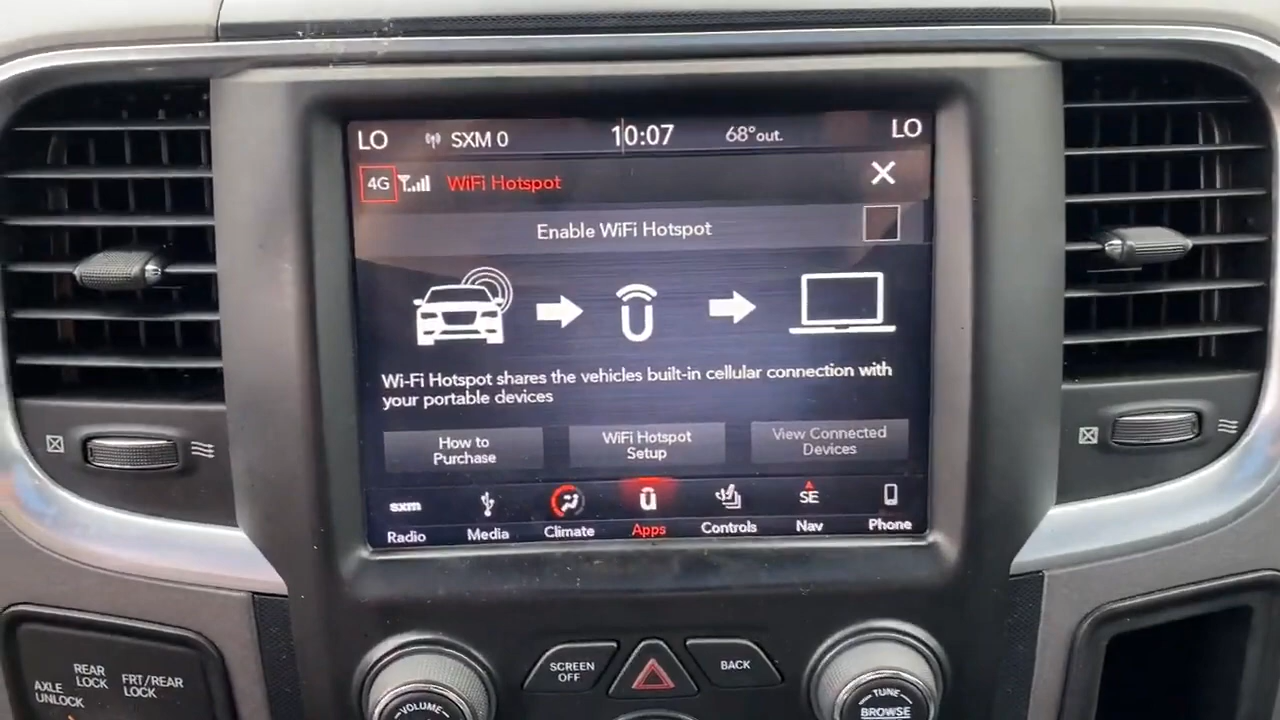 LO SXM 0 10:07 68° out. LO
4G WiFi Hotspot
Enable WiFi Hotspot
Wi-Fi Hotspot shares the vehicles built-in cellular connection with
your portable devices
How to
Purchase
WiFi Hotspot
Setup
View Connected
Devices
sxm SE
Radio Media Climate Apps Controls Nav Phone
REAR
LOCK
AXLE
UNLOCK
FRT/REAR
LOCK
VOLUME
SCREEN
OFF
BACK
TUNE
BROWSE